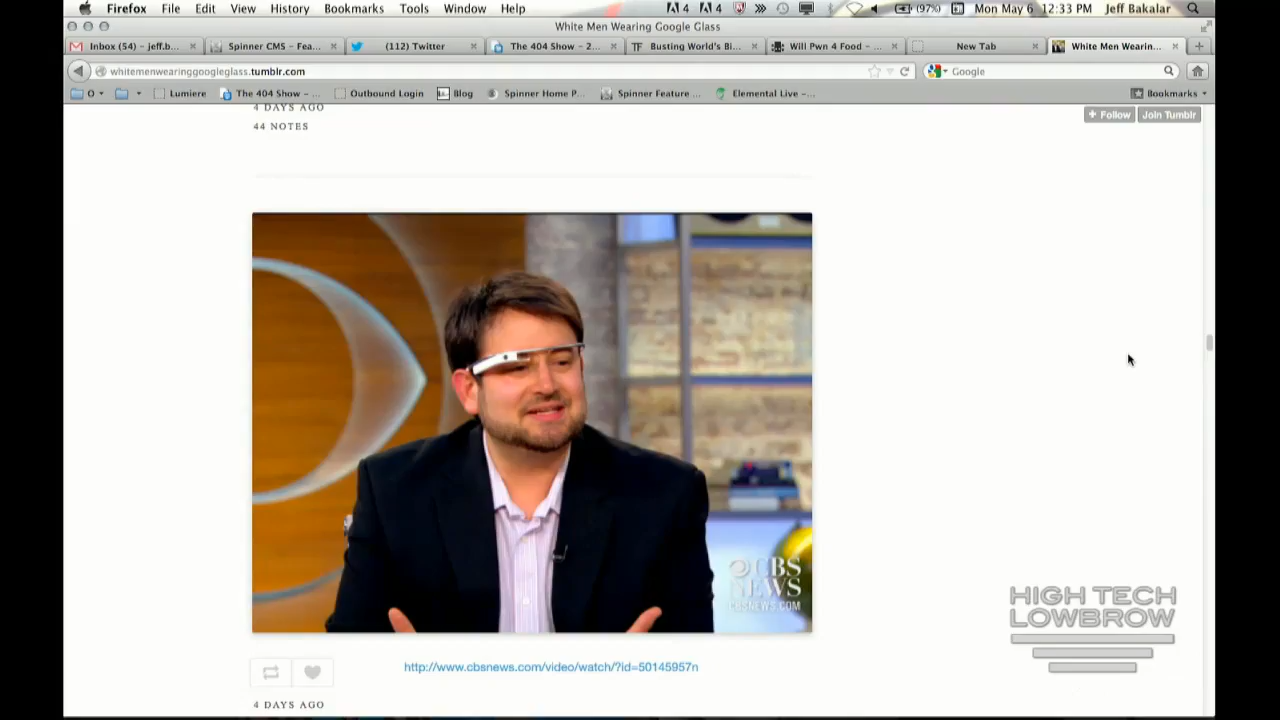 Firefox File Edit View History Bookmarks Tools Window Help 4 4 (97%) Mon May 6 12:33 PM Jeff Bakalar
White Men Wearing Google Glass
Inbox (54) – jeff.b... Spinner CMS – Fea... (112) Twitter The 404 Show – 2... TF Busting World's Bi... Will Pwn 4 Food – ... New Tab White Men Wearin...
whitemenwearinggoogleglass.tumblr.com Google
O Lumiere The 404 Show – ... Outbound Login Blog Spinner Home P... Spinner Feature ... Elemental Live –... Bookmarks
4 DAYS AGO
+ Follow Join Tumblr
44 NOTES
CBS
NEWS
CBSNEWS.COM
HIGH TECH
LOWBROW
http://www.cbsnews.com/video/watch/?id=50145957n
4 DAYS AGO